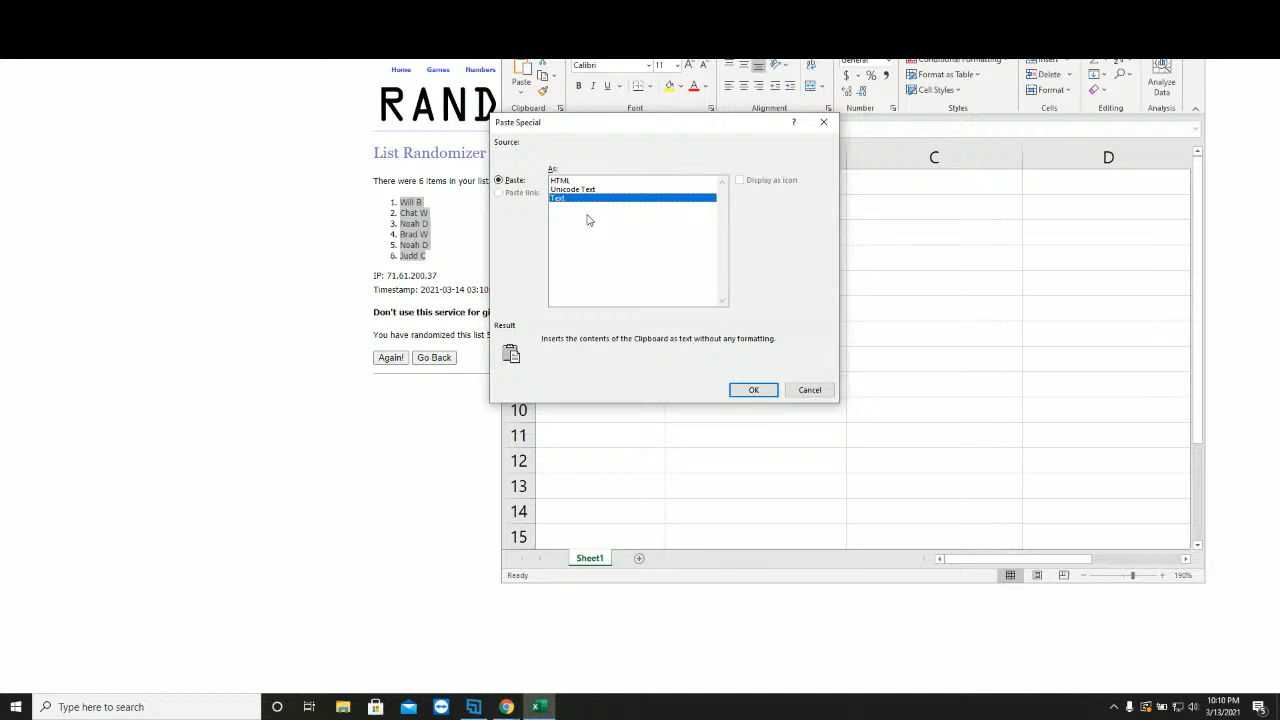 Home Games Numbers
RAND
List Randomizer
There were 6 items in your list
1. Will B
2. Chat W
3. Noah D
4. Brad W
5. Noah D
6. Judd C
IP: 71.61.200.37
Timestamp: 2021-03-14 03:10
Don't use this service for gi
You have randomized this list
Again! Go Back
Paste
Clipboard
Calibri 11
B I U
Font
Alignment
General
$ % ,
Number
Conditional Formatting
Format as Table
Cell Styles
Styles
Insert
Delete
Format
Cells
Editing
Analyze
Data
Analysis
Paste Special
? 
Source:
As:
Paste:
Paste link:
HTML
Unicode Text
Text
Display as icon
Result
Inserts the contents of the Clipboard as text without any formatting.
OK Cancel
C D
10
11
12
13
14
15
Sheet1
Ready
190%
Type here to search
10:10 PM
3/13/2021
5